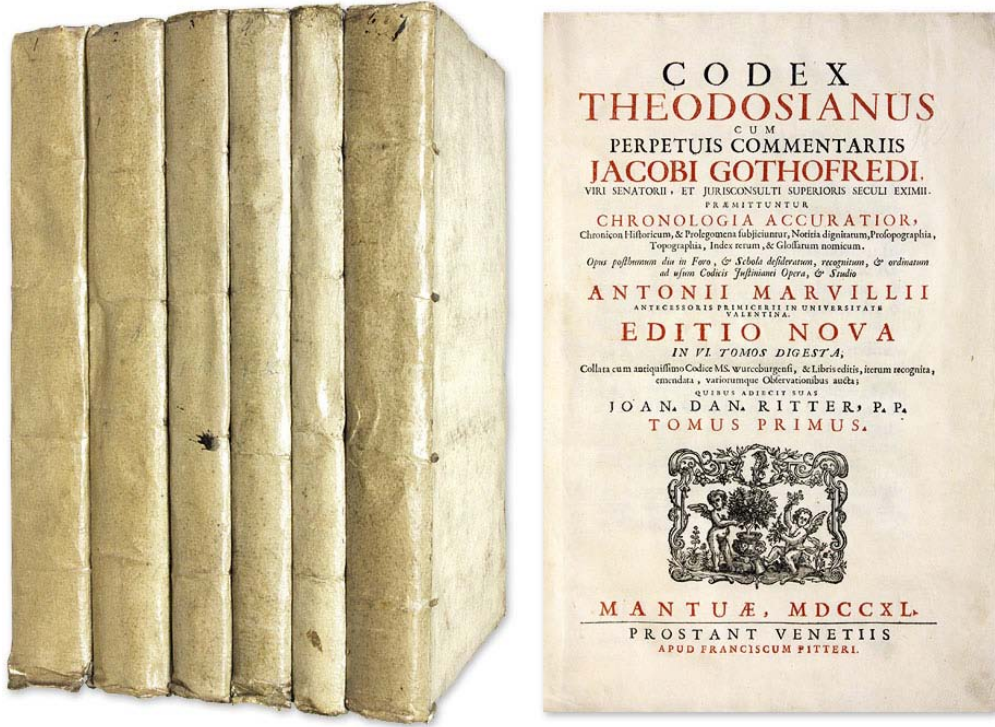 CODEX
THEODOSIANUS
CUM
PERPETUIS COMMENTARIIS
JACOBI GOTHOFREDI,
VIRI SENATORII, ET JURISCONSULTI SUPERIORIS SECULI EXIMII.
PRÆMITTUNTUR
CHRONOLOGIA ACCURATIOR,
Chronicon Historicum, & Prolegomena subjiciuntur, Notitia dignitatum, Prosopographia,
Topographia, Index rerum, & Glossarum nomicum.
Opus posthumum diu in Foro, & Schola desideratum, recognitum, & ordinatum
ad usum Codicis Justinianei Opera, & Studio
ANTONII MARVILLII
ANTECESSORIS PRIMICERII IN UNIVERSITATE
VALENTINA.
EDITIO NOVA
IN VI. TOMOS DIGESTA,
Collata cum antiquissimo Codice MS. Wurceburgensi, & Libris editis, iterum recognita,
emendata, variorumque Observationibus aucta;
QUIBUS ADIECIT SUAS
JOAN. DAN. RITTER, P. P.
TOMUS PRIMUS.
MANTUÆ, MDCCXL.
PROSTANT VENETIIS
APUD FRANCISCUM PITTERI.